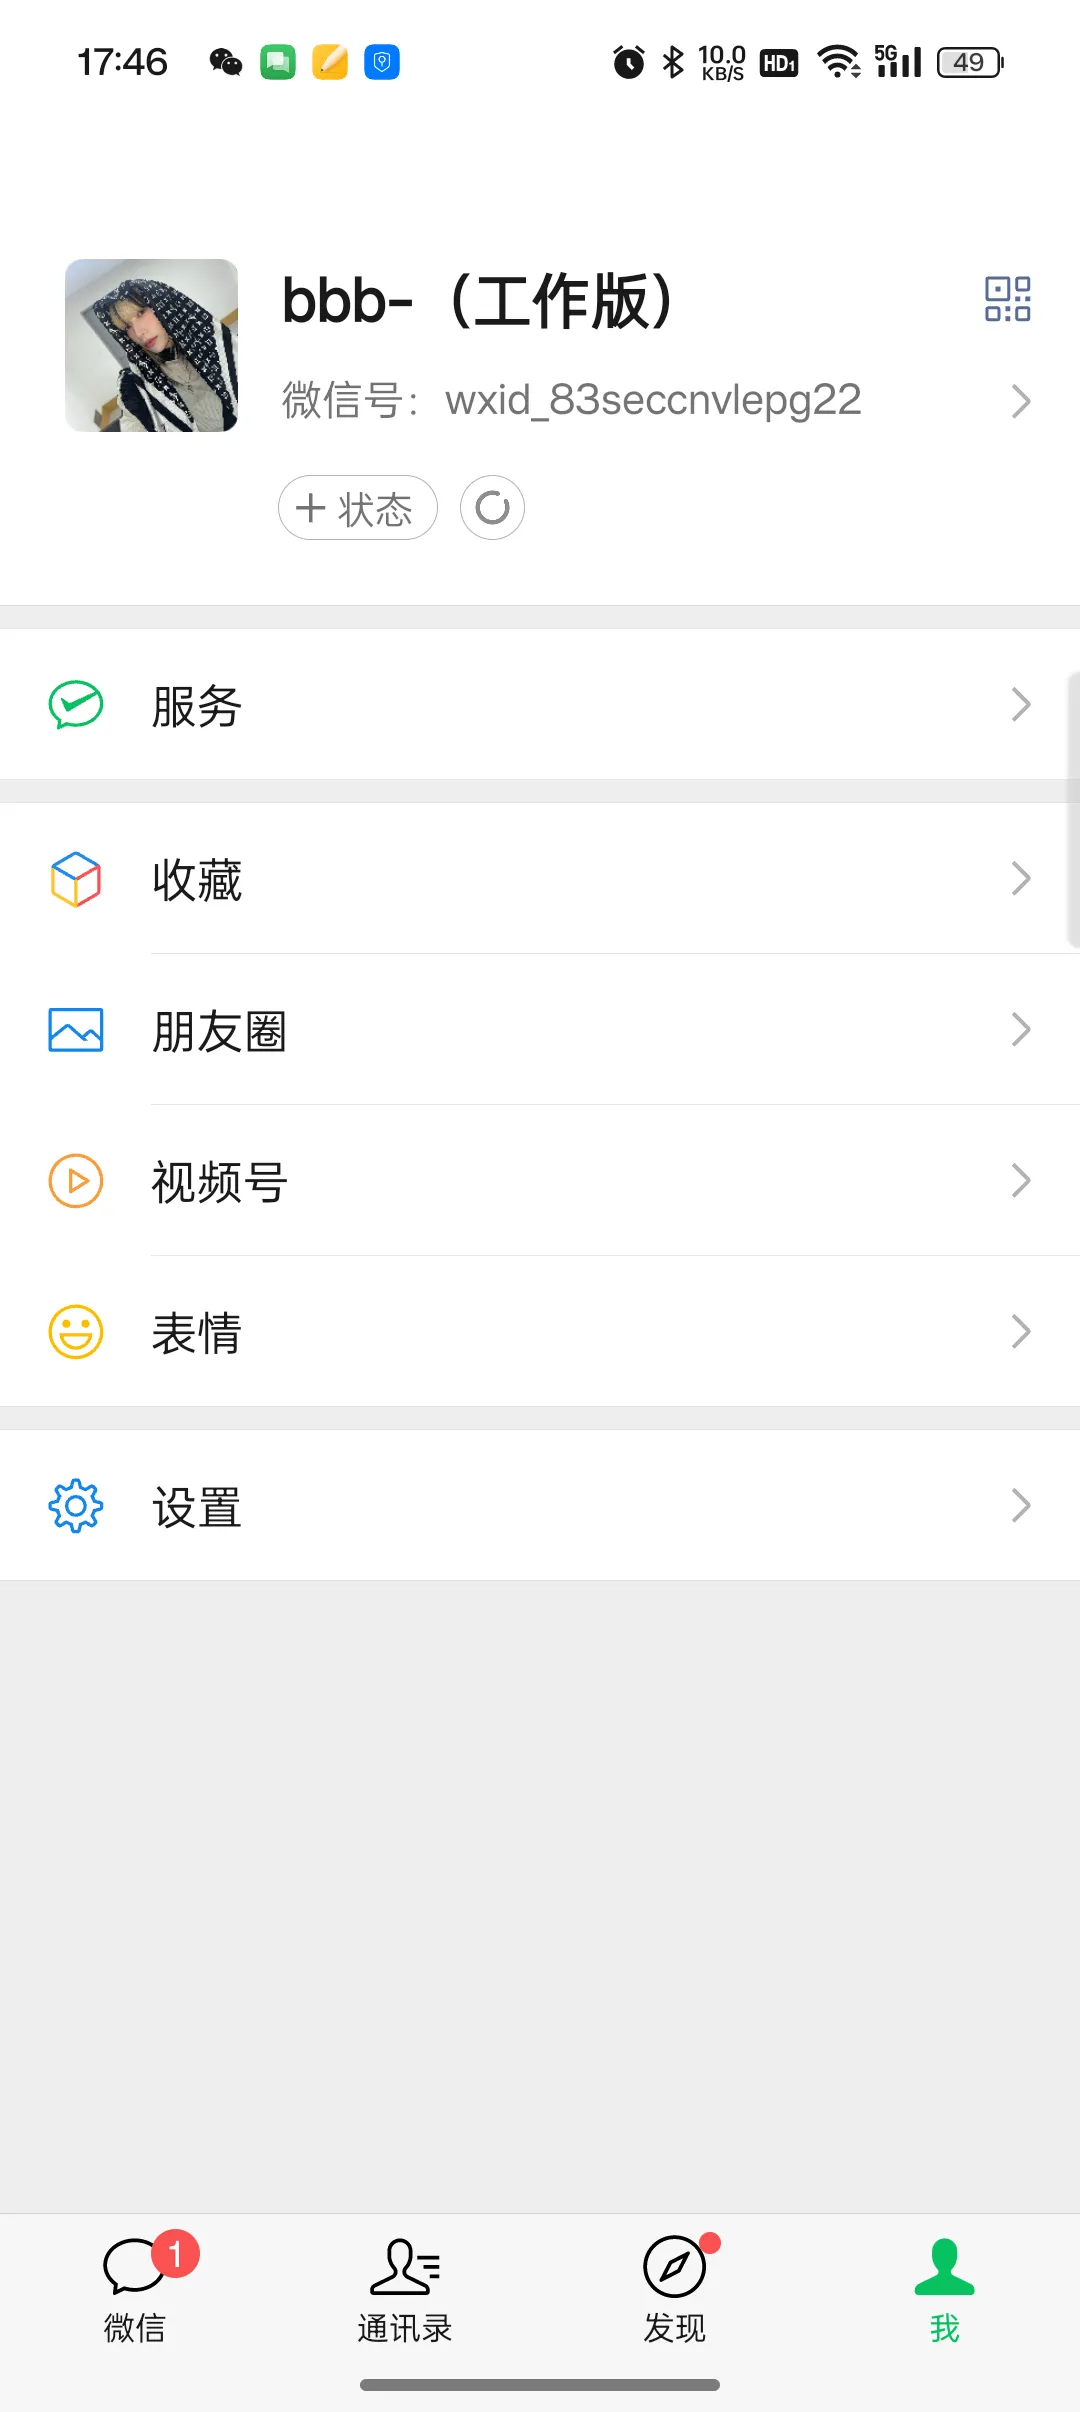 17:46
10.0 KB/S HD1 5G 49
bbb-（工作版）
微信号：wxid_83seccnvlepg22
+ 状态
服务
收藏
朋友圈
视频号
表情
设置
1
微信 通讯录 发现 我